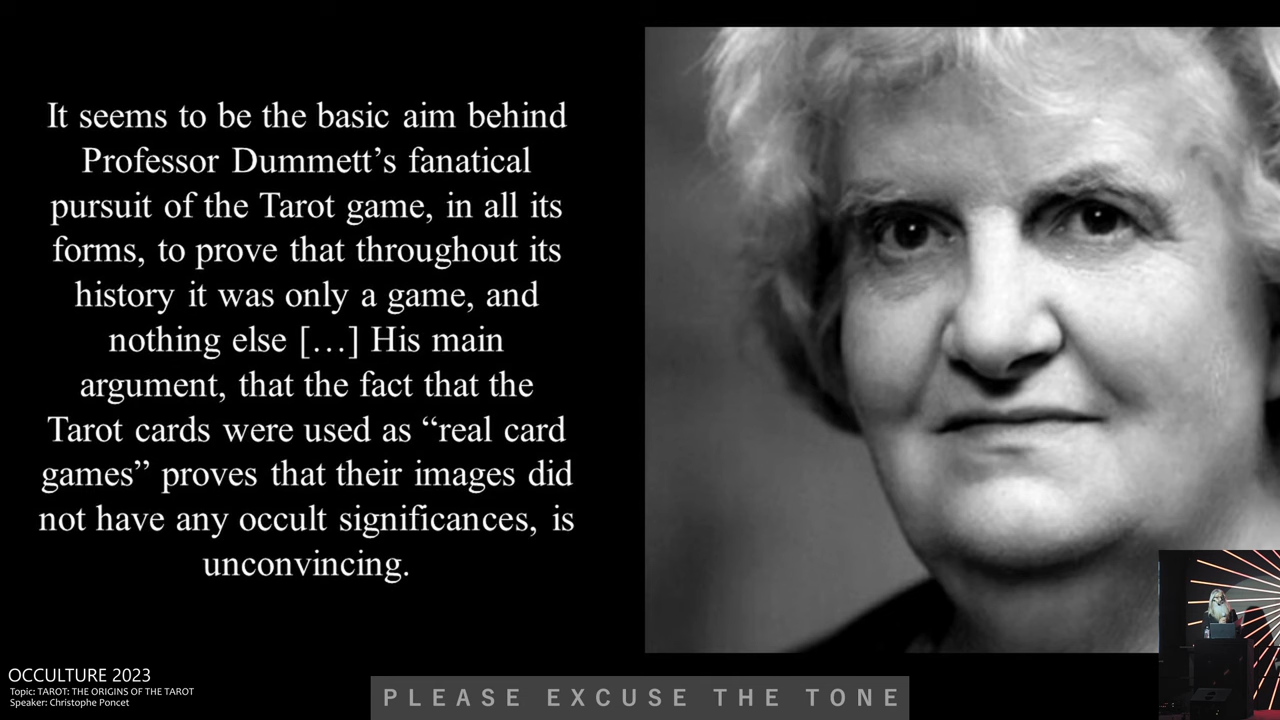 It seems to be the basic aim behind
Professor Dummett’s fanatical
pursuit of the Tarot game, in all its
forms, to prove that throughout its
history it was only a game, and
nothing else […] His main
argument, that the fact that the
Tarot cards were used as “real card
games” proves that their images did
not have any occult significances, is
unconvincing.
OCCULTURE 2023
Topic: TAROT: THE ORIGINS OF THE TAROT
Speaker: Christophe Poncet
PLEASE EXCUSE THE TONE